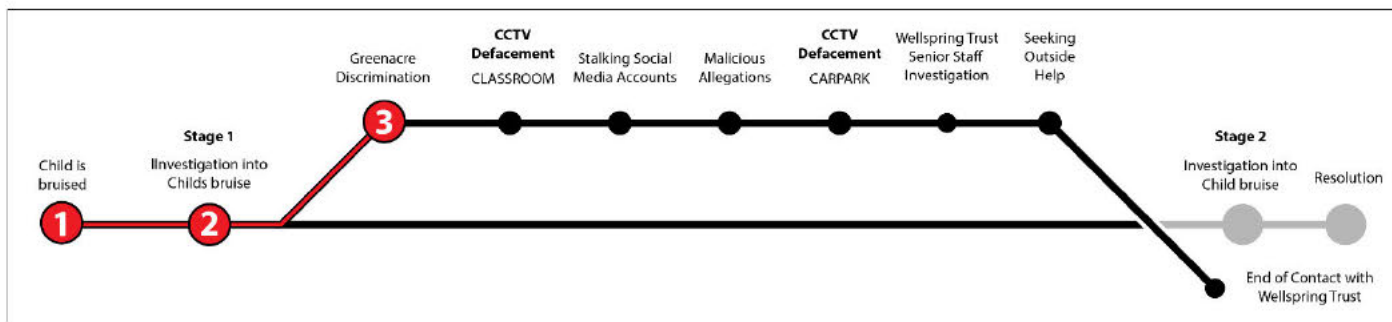 Child is
bruised
1
Stage 1
IInvestigation into
Childs bruise
2
Greenacre
Discrimination
3
CCTV
Defacement
CLASSROOM
Stalking Social
Media Accounts
Malicious
Allegations
CCTV
Defacement
CARPARK
Wellspring Trust
Senior Staff
Investigation
Seeking
Outside
Help
Stage 2
Investigation into
Child bruise
Resolution
End of Contact with
Wellspring Trust